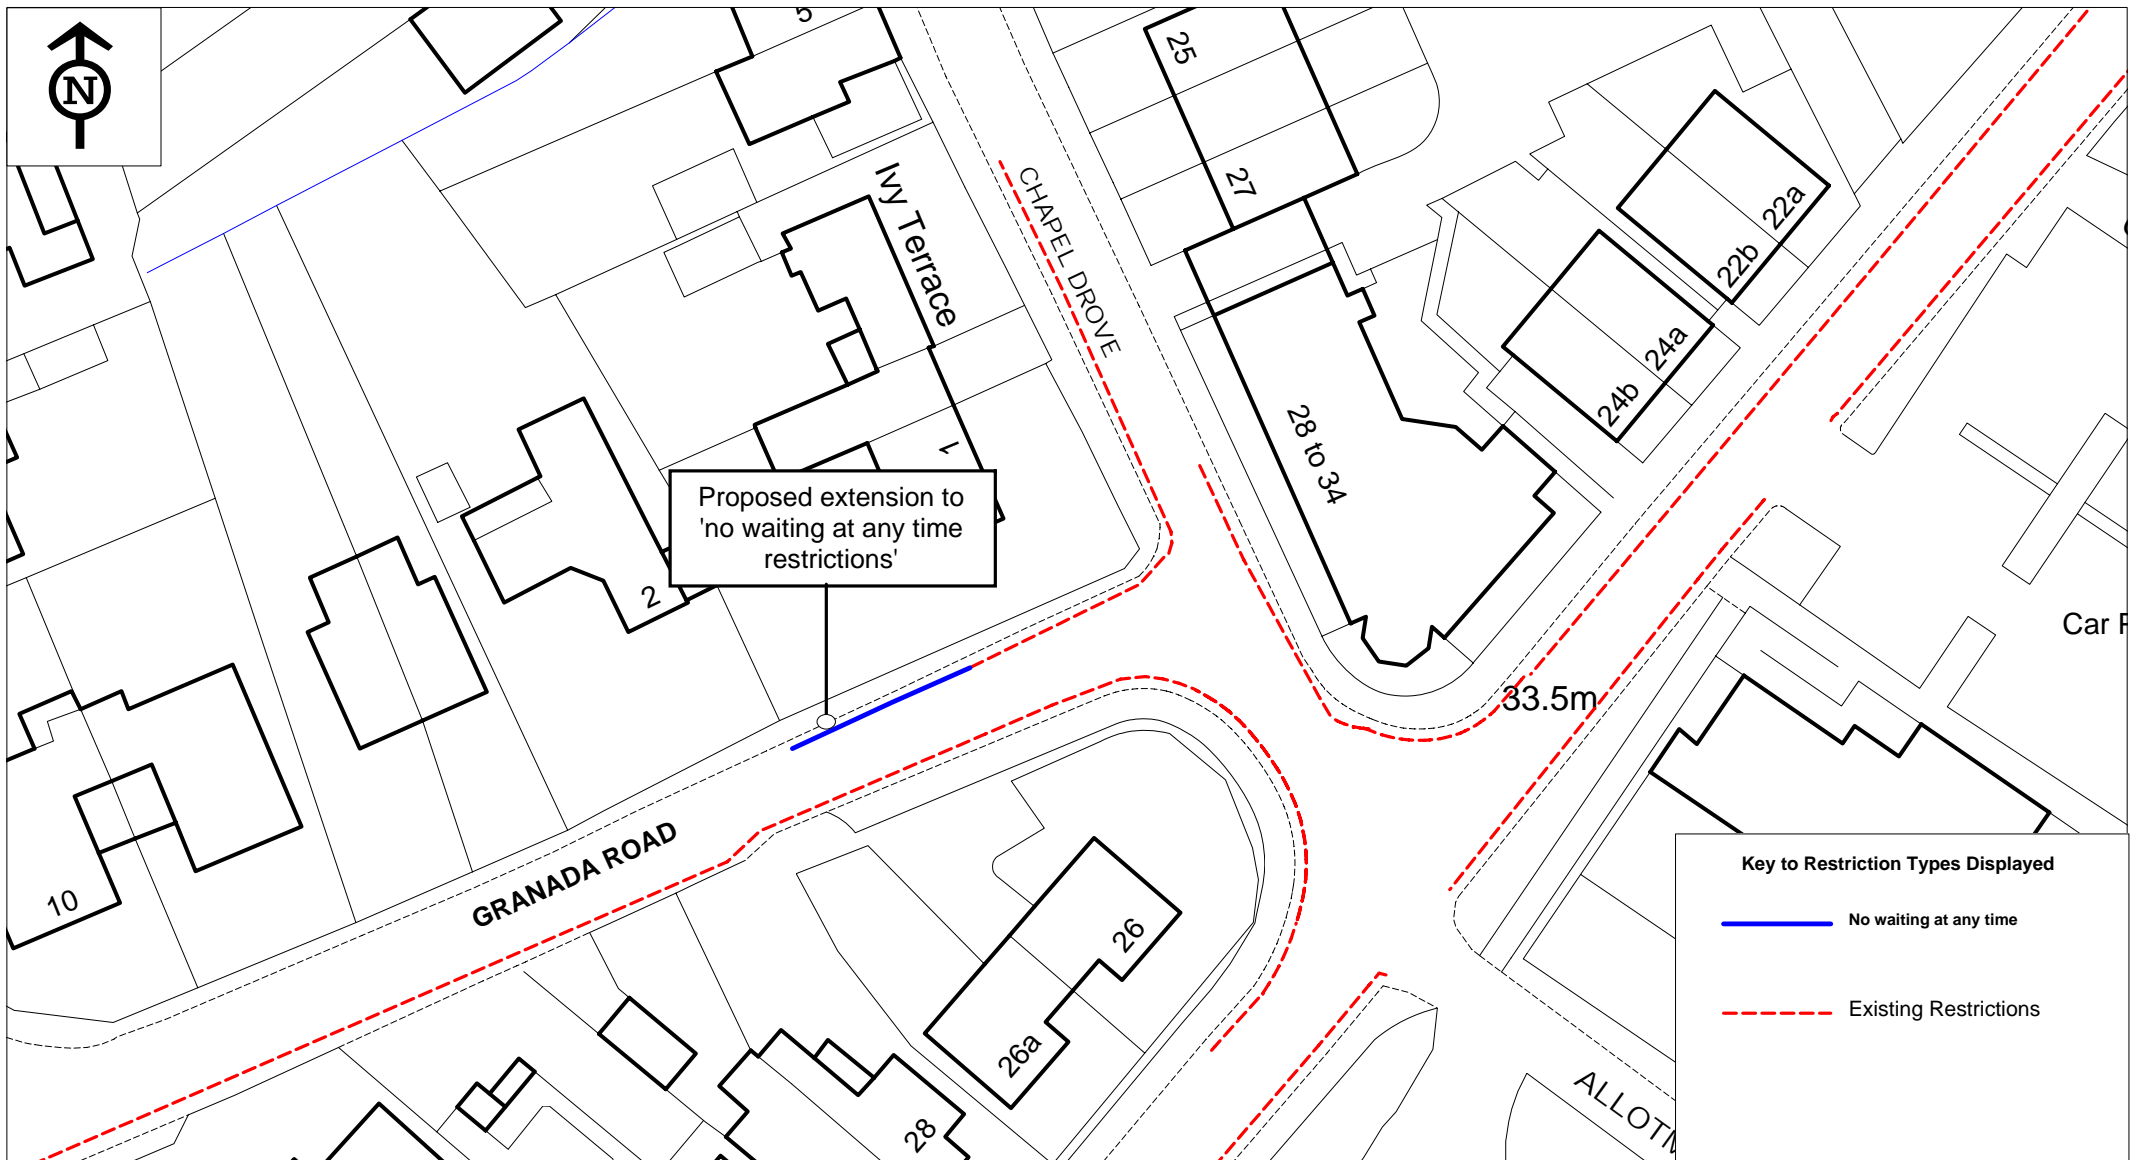 N
5
25
27
Ivy Terrace
CHAPEL DROVE
22a
22b
24a
24b
28 to 34
1
Proposed extension to
'no waiting at any time
restrictions'
2
Car
33.5m
10
GRANADA ROAD
26
26a
28
Key to Restriction Types Displayed
No waiting at any time
Existing Restrictions